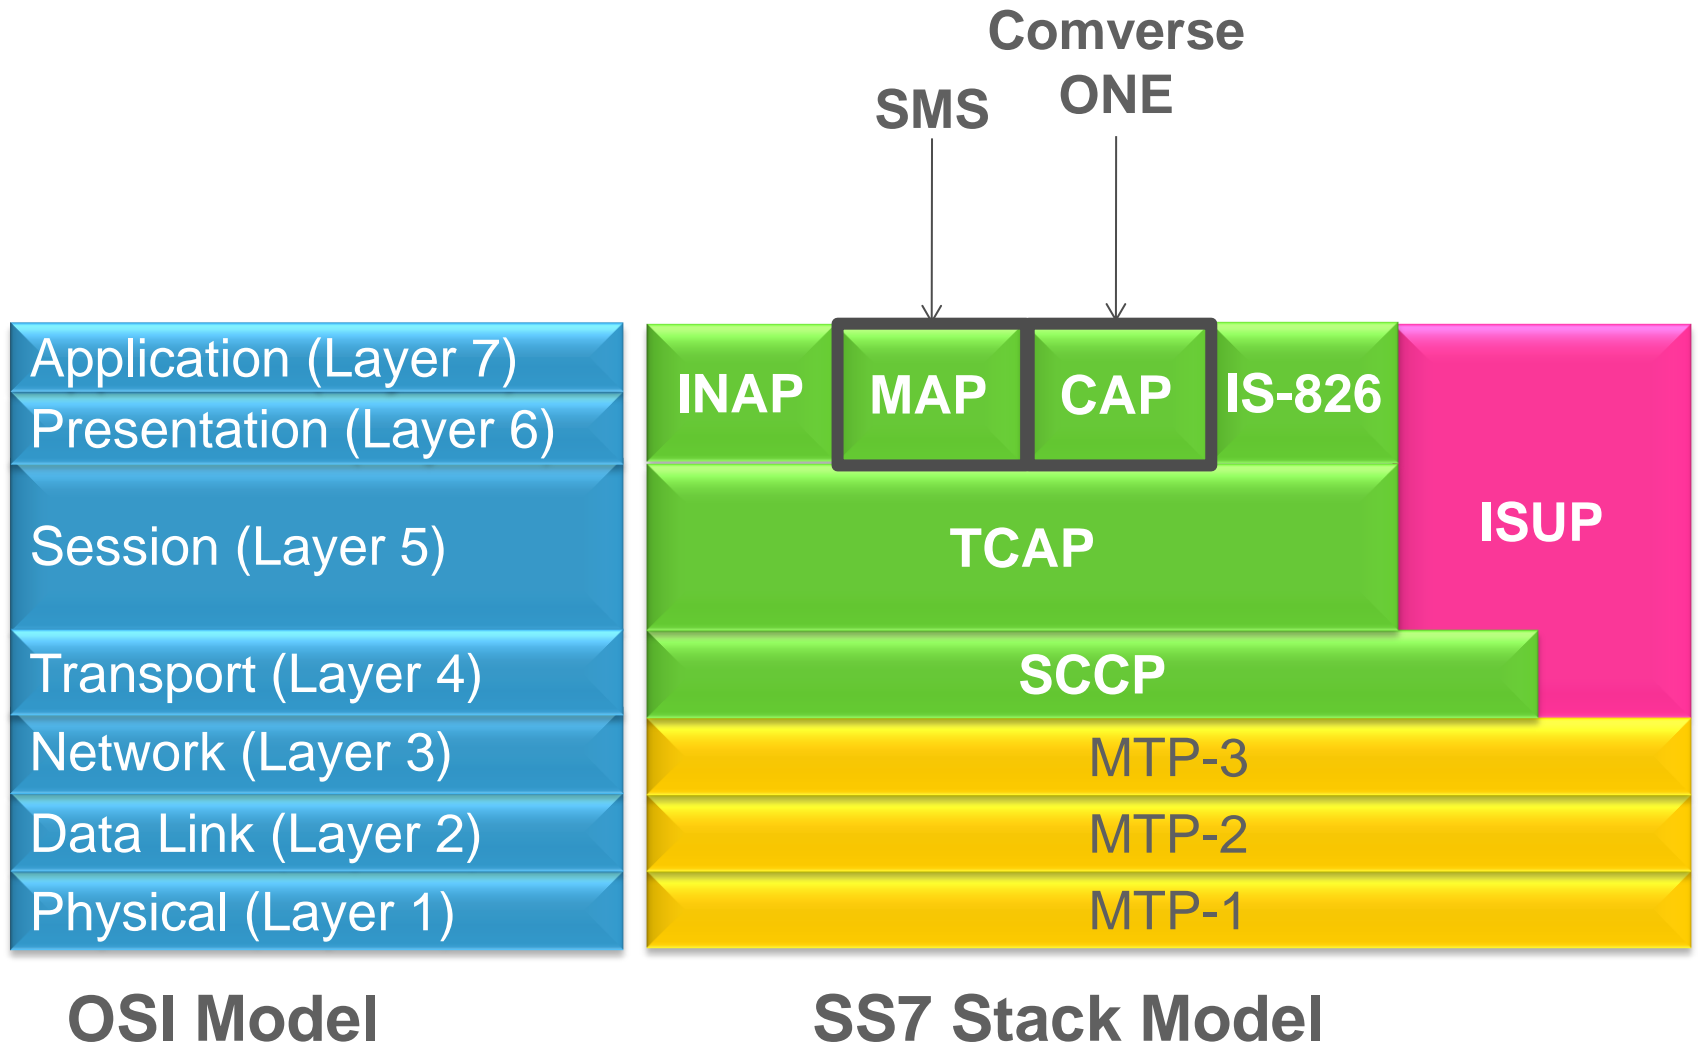 Comverse
ONE
SMS
Application (Layer 7)
Presentation (Layer 6)
Session (Layer 5)
Transport (Layer 4)
Network (Layer 3)
Data Link (Layer 2)
Physical (Layer 1)
OSI Model
INAP
MAP
CAP
IS-826
ISUP
TCAP
SCCP
MTP-3
MTP-2
MTP-1
SS7 Stack Model